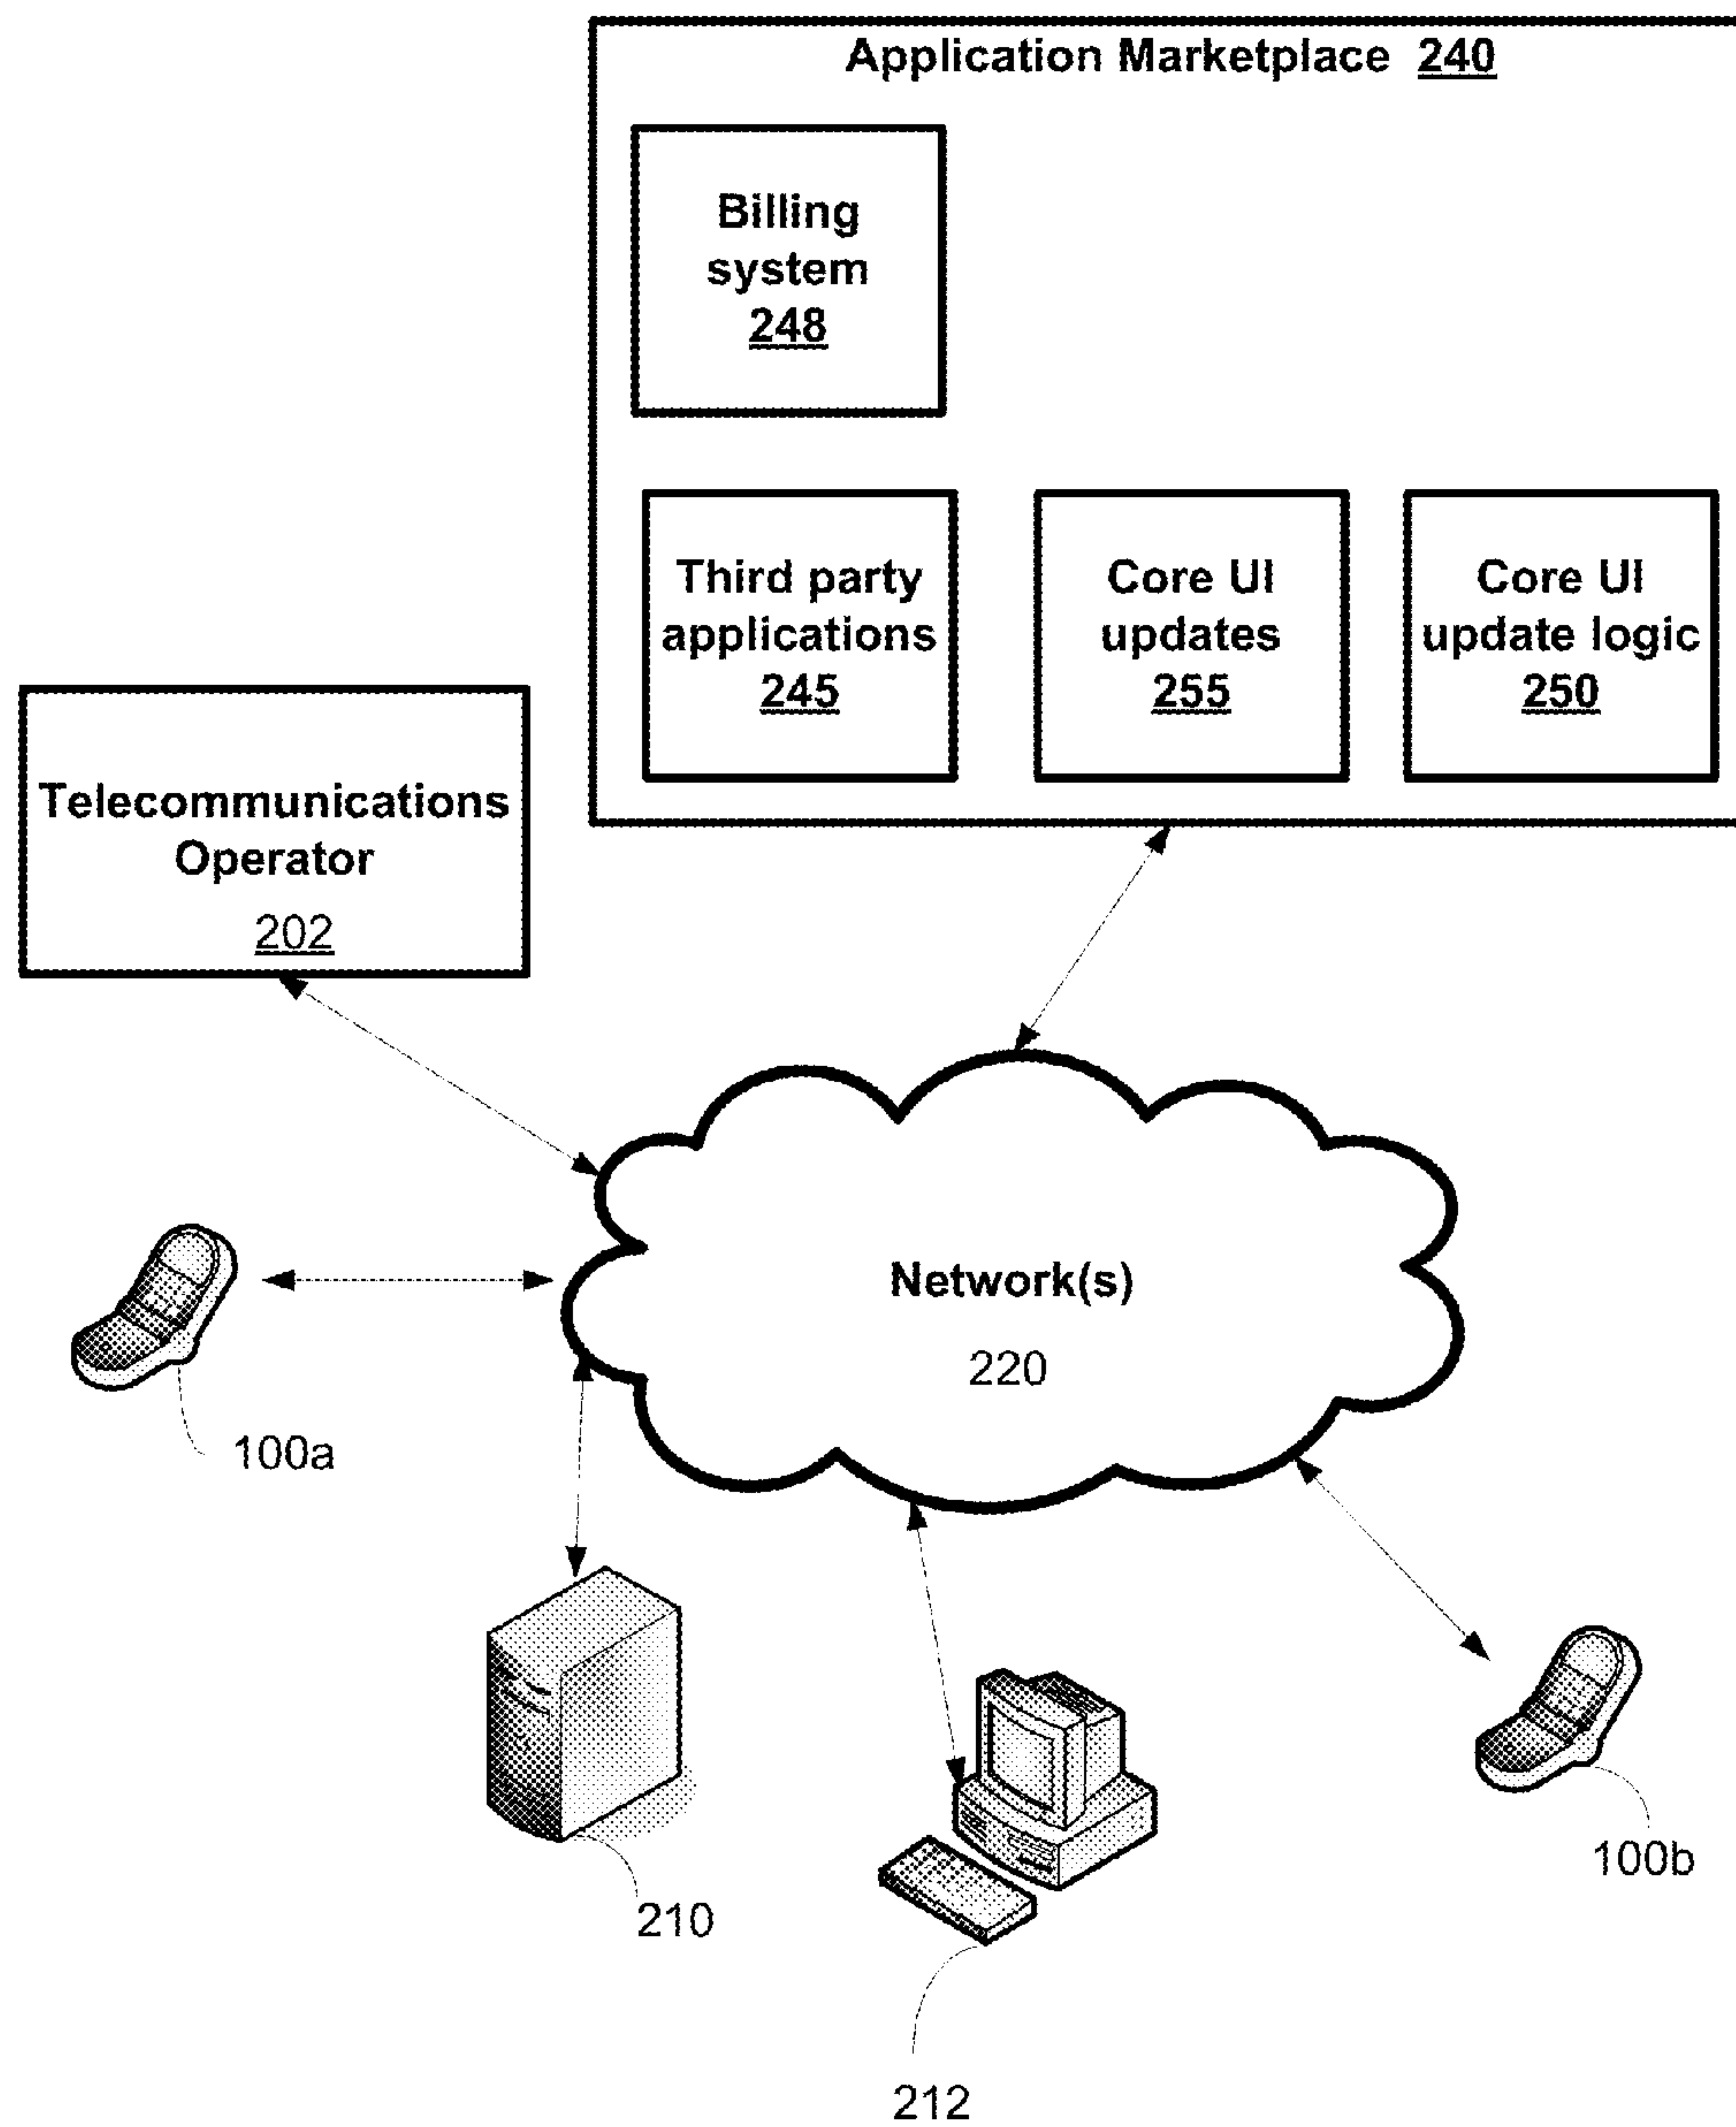 Application Marketplace 240
Billing
system
248
Third party
applications
245
Core UI
updates
255
Core UI
update logic
250
Telecommunications
Operator
202
Network(s)
220
100a
210
212
100b